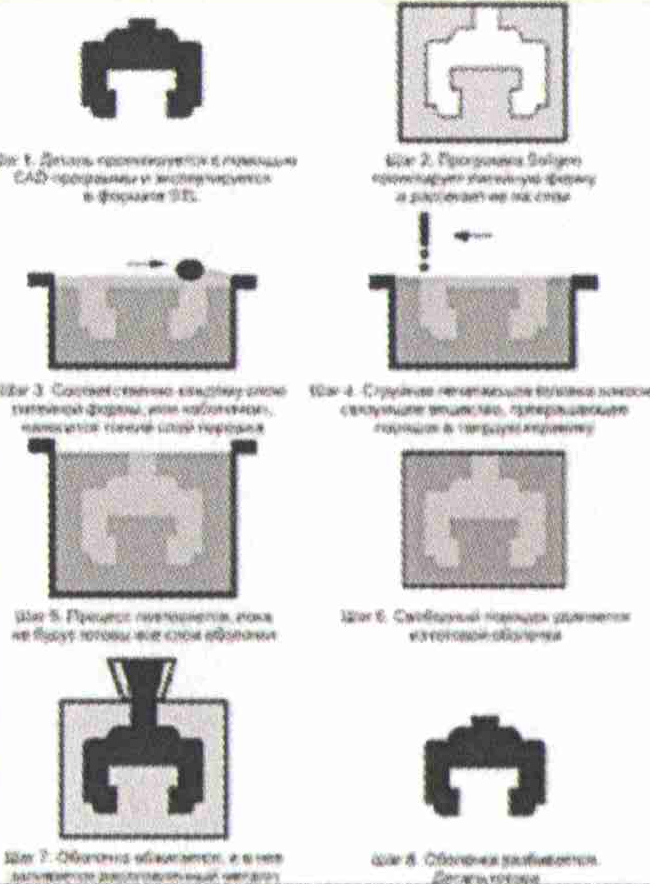 Шаг 1. Деталь проектируется с помощью
CAD-программы и экспортируется
в формате STL
Шаг 2. Программа Soligen
проектирует литейную форму
и рассекает ее на слои
Шаг 3. Соответственно каждому слою
литейной формы, или «оболочки»,
наносится тонкий слой порошка
Шаг 4. Струйная печатающая головка наносит
связующее вещество, превращающее
порошок в твердую керамику
Шаг 5. Процесс повторяется, пока
не будут готовы все слои оболочки
Шаг 6. Свободный порошок удаляется
из готовой оболочки
Шаг 7. Оболочка обжигается, и в нее
заливается расплавленный металл
Шаг 8. Оболочка разбивается.
Деталь готова